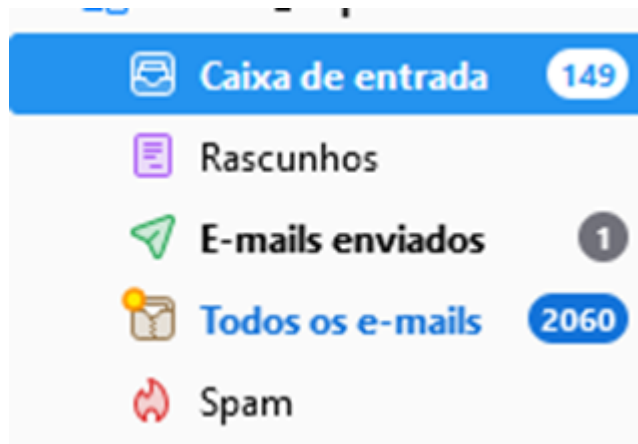 Caixa de entrada 149
Rascunhos
E-mails enviados 1
Todos os e-mails 2060
Spam